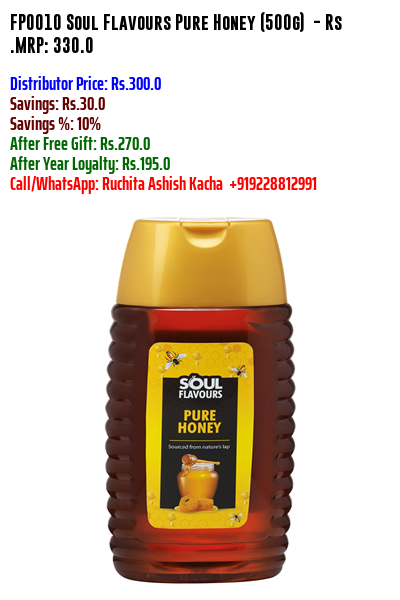 FP0010 Soul Flavours Pure Honey (500g) - Rs
.MRP: 330.0
Distributor Price: Rs.300.0
Savings: Rs.30.0
Savings %: 10%
After Free Gift: Rs.270.0
After Year Loyalty: Rs.195.0
Call/WhatsApp: Ruchita Ashish Kacha +919228812991
SOUL
FLAVOURS
PURE
HONEY
Sourced from nature's lap